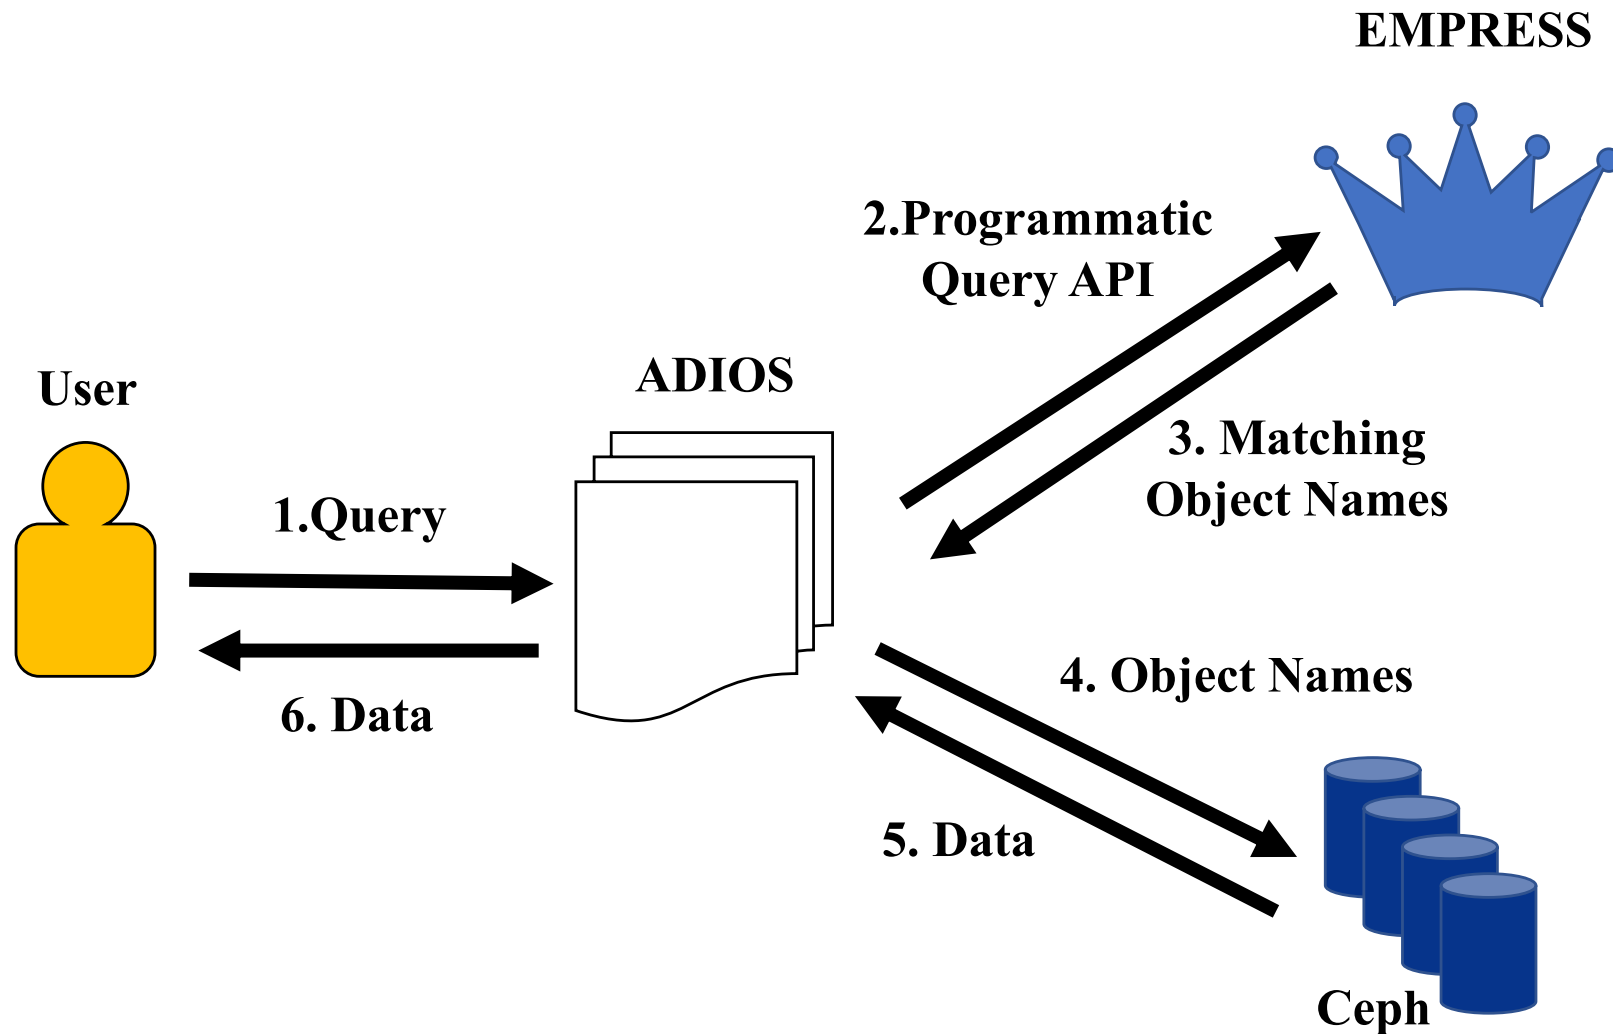 EMPRESS
2.Programmatic
Query API
ADIOS
User
3. Matching
Object Names
1.Query
4. Object Names
6. Data
5. Data
Ceph